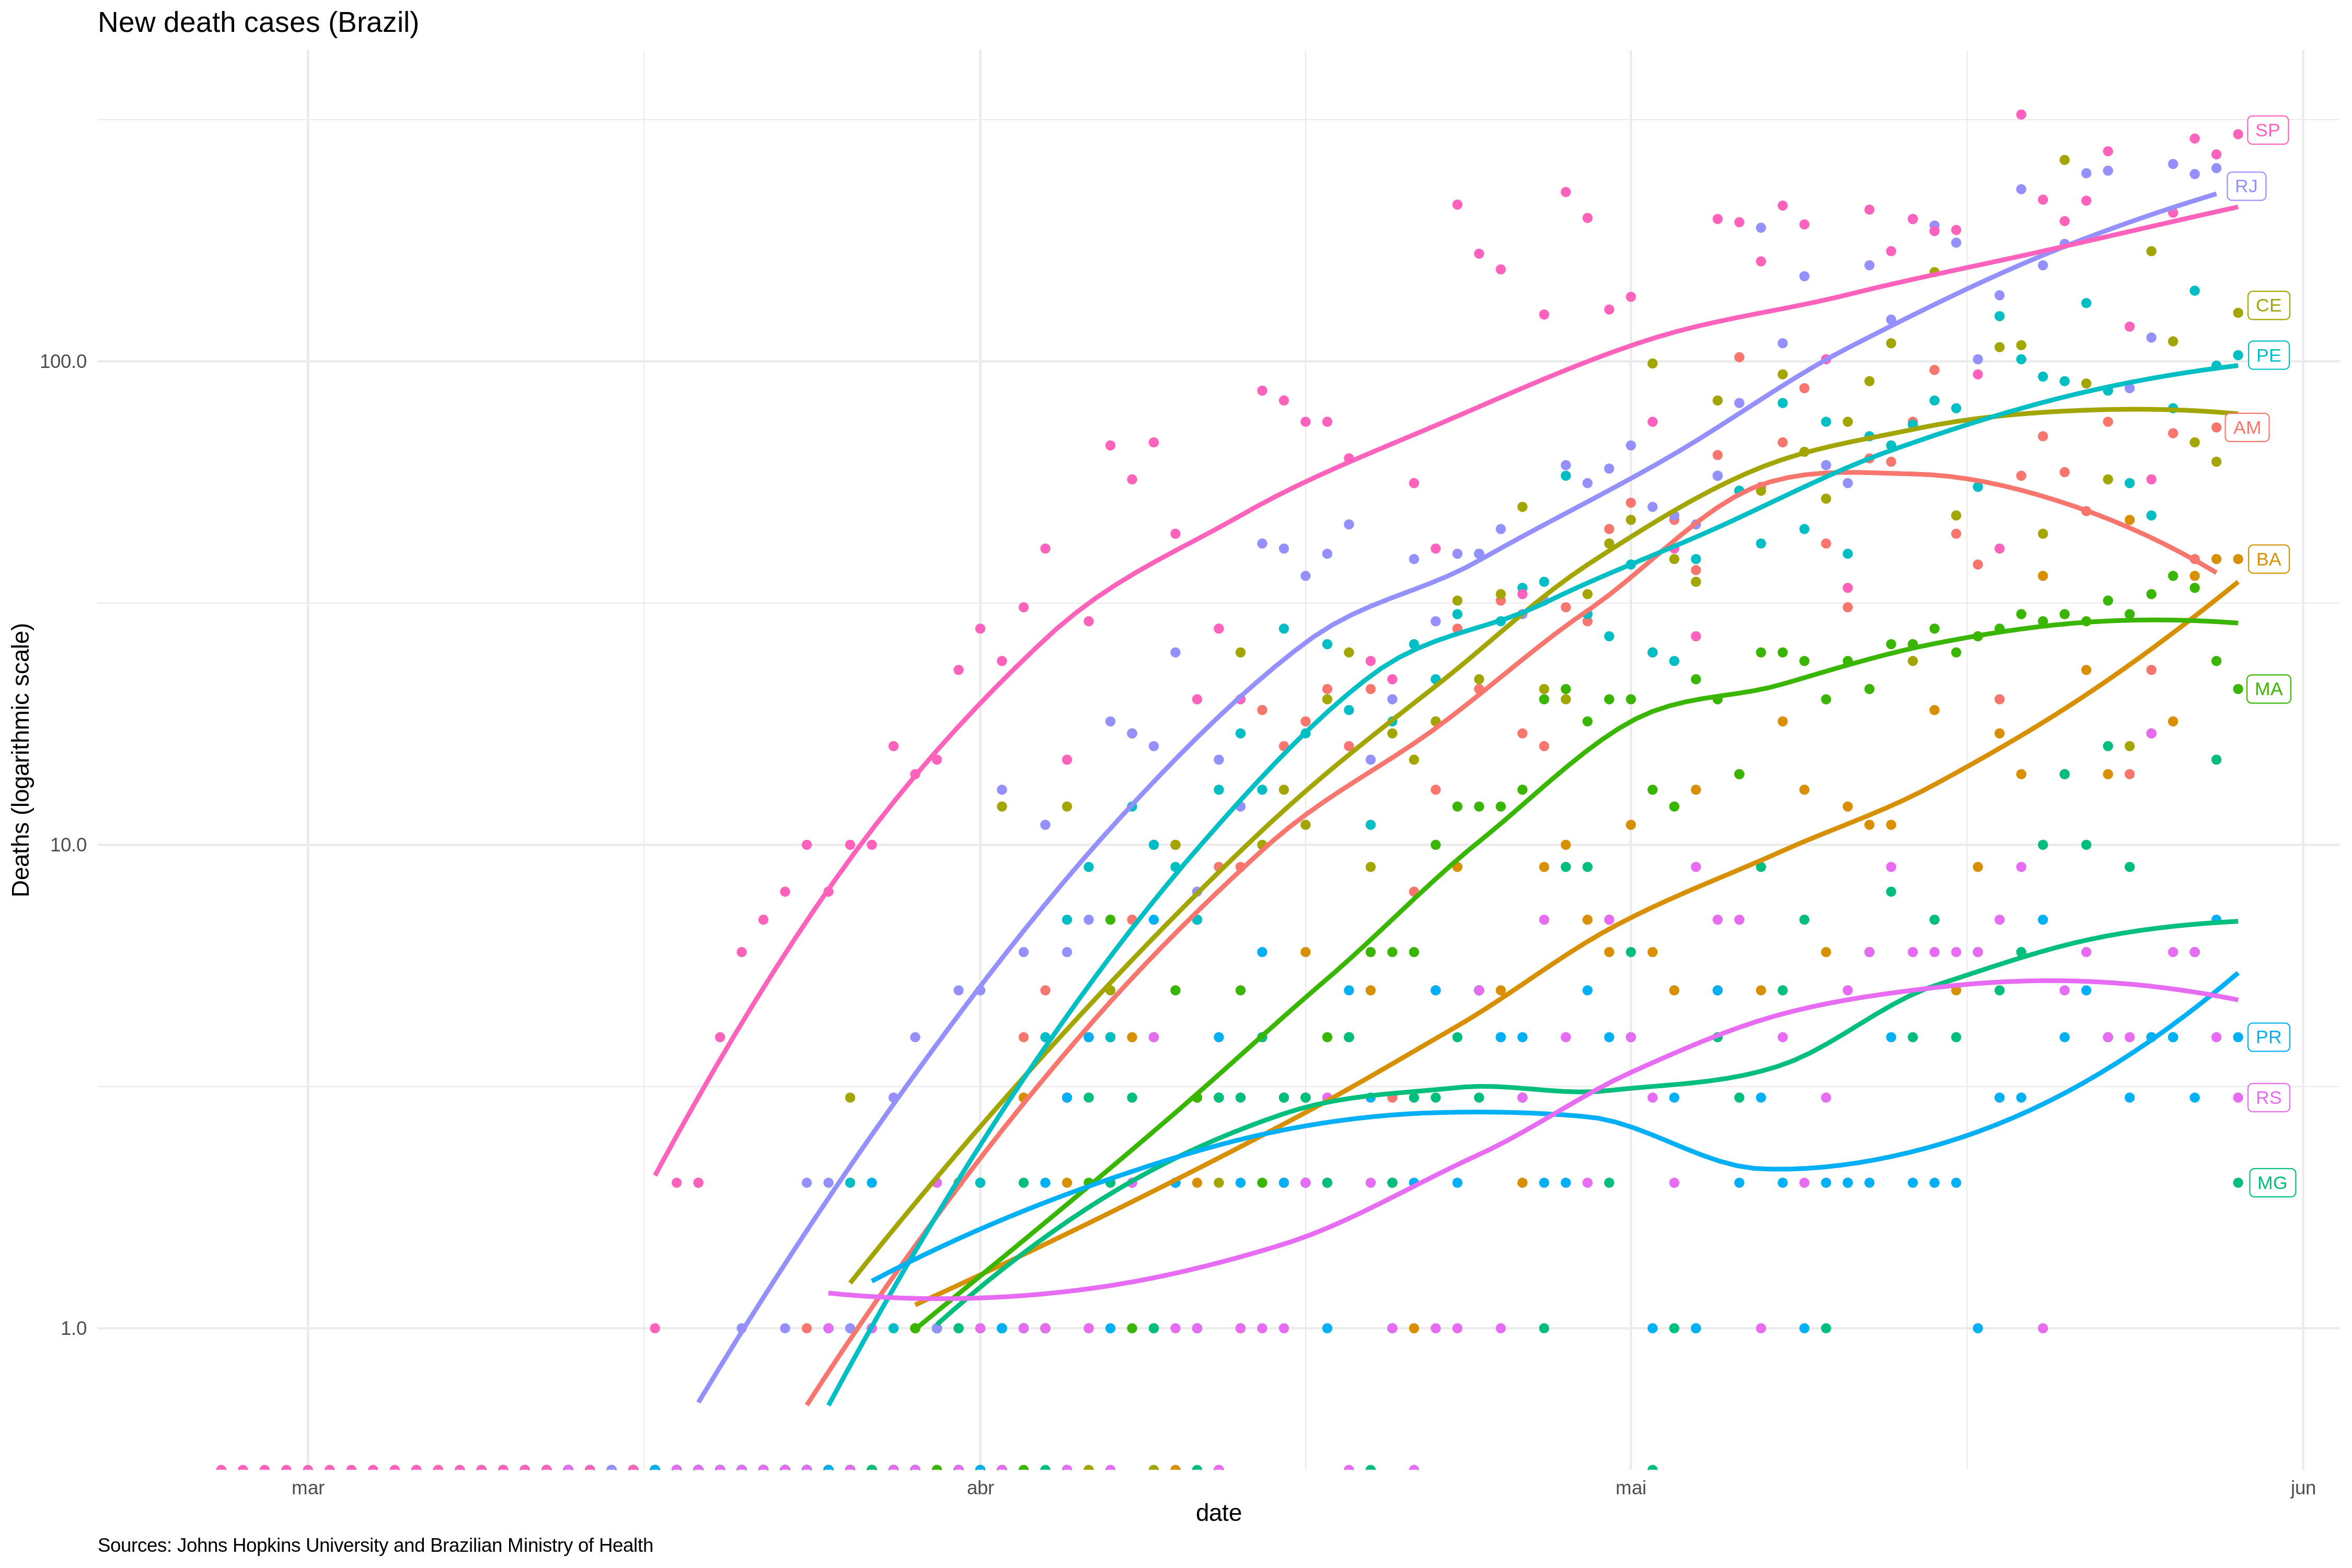 New death cases (Brazil)
SP
RJ
CE
PE
AM
BA
MA
PR
RS
MG
100.0
10.0
1.0
Deaths (logarithmic scale)
mar
abr
mai
jun
date
Sources: Johns Hopkins University and Brazilian Ministry of Health